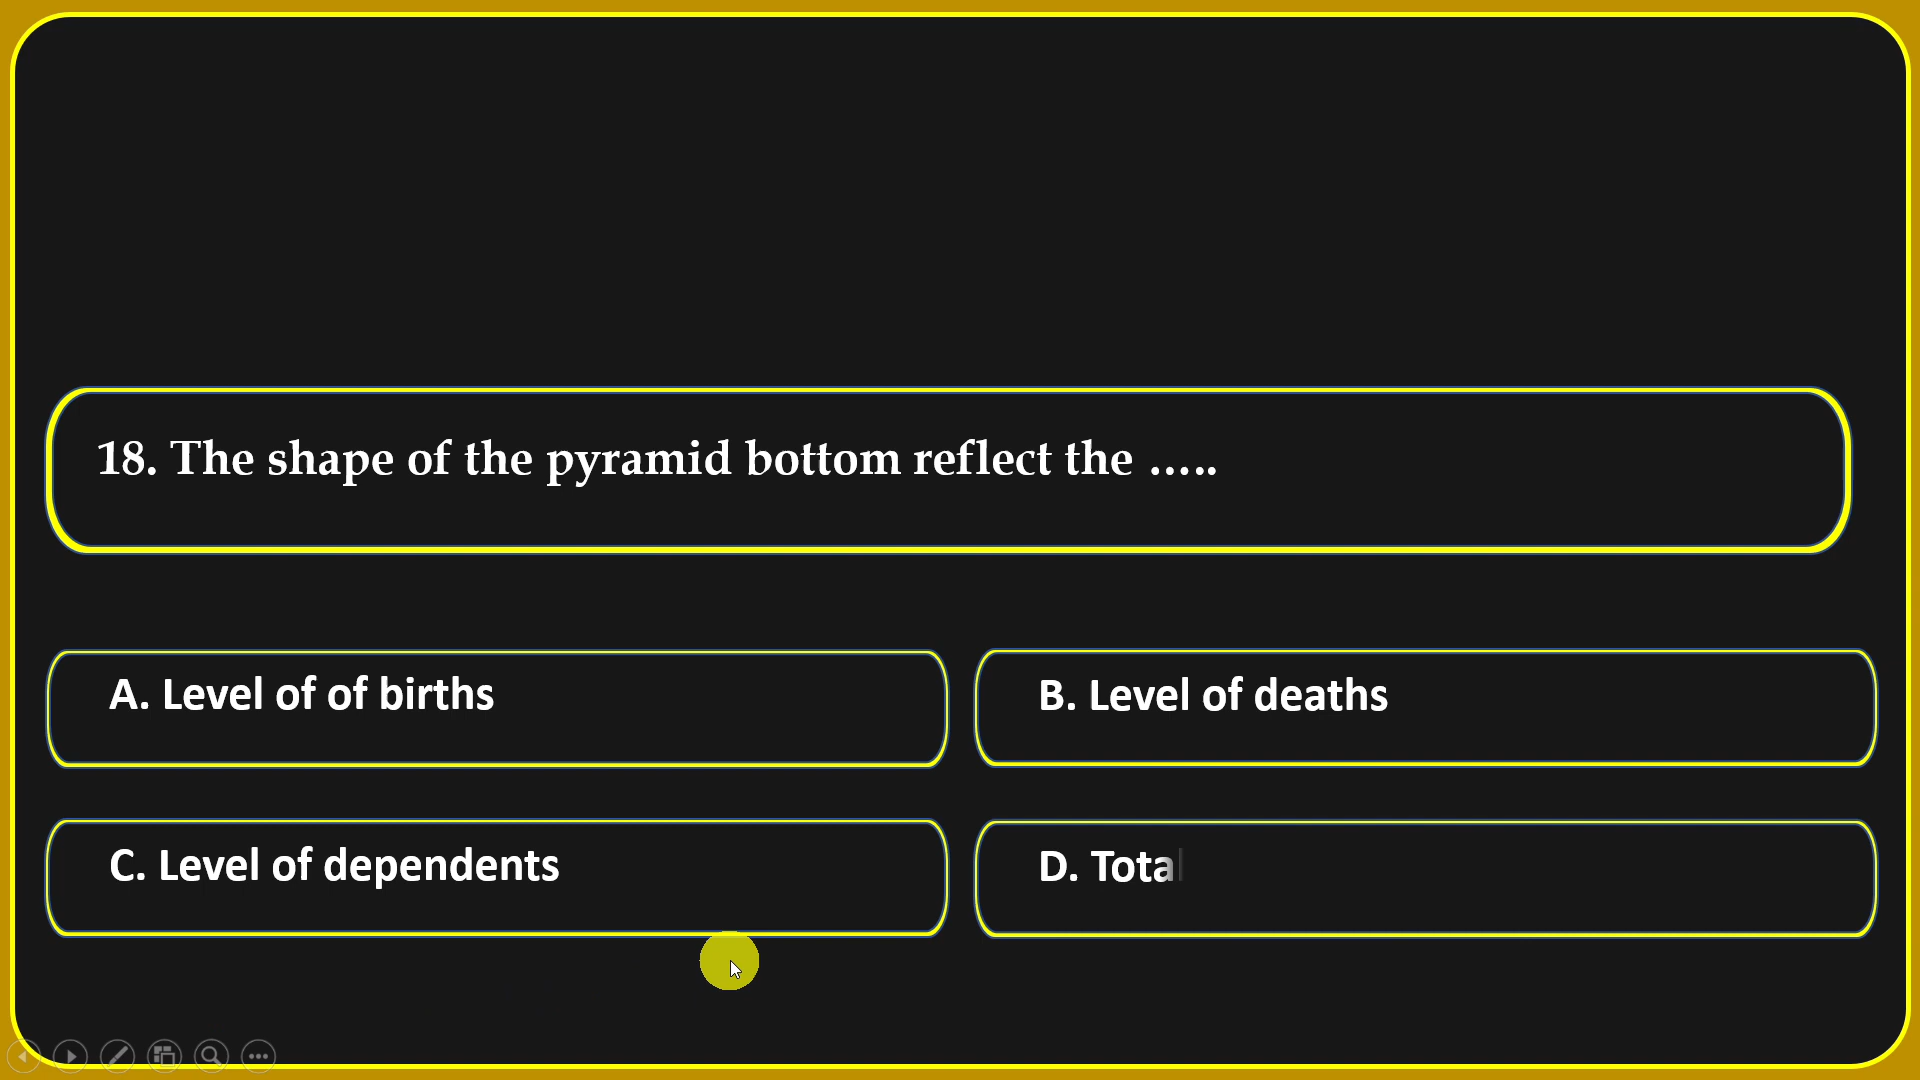 18. The shape of the pyramid bottom reflect the .....
A. Level of of births
B. Level of deaths
C. Level of dependents
D. Total